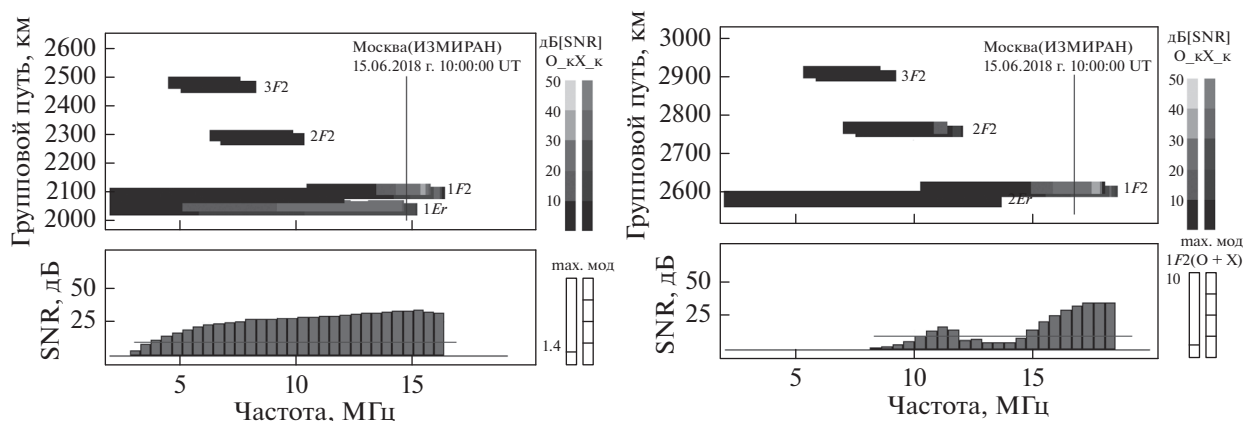 Групповой путь, км
2600
2500
2400
2300
2200
2100
2000
Москва(ИЗМИРАН)
15.06.2018 г. 10:00:00 UT
3F2
2F2
1F2
1Er
дБ[SNR]
O_кX_к
50
40
30
20
10
SNR, дБ
50
25
max. мод
1.4
5
10
15
Частота, МГц
Групповой путь, км
3000
2900
2800
2700
2600
Москва(ИЗМИРАН)
15.06.2018 г. 10:00:00 UT
3F2
2F2
1F2
2Er
дБ[SNR]
O_кX_к
50
40
30
20
10
SNR, дБ
50
25
max. мод
1F2(O + X)
10
5
10
15
Частота, МГц